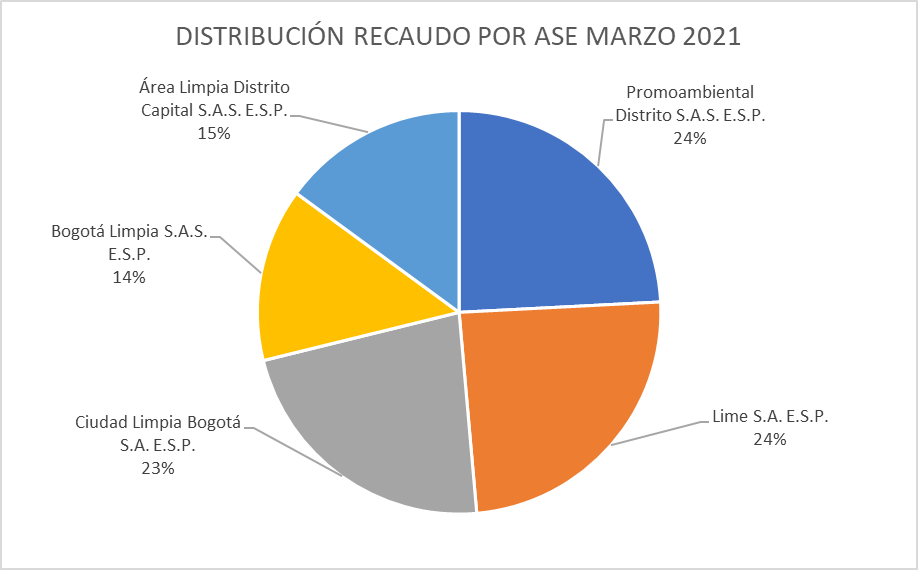 DISTRIBUCIÓN RECAUDO POR ASE MARZO 2021
Área Limpia Distrito
Capital S.A.S. E.S.P.
15%
Promoambiental
Distrito S.A.S. E.S.P.
24%
Bogotá Limpia S.A.S.
E.S.P.
14%
Lime S.A. E.S.P.
24%
Ciudad Limpia Bogotá
S.A. E.S.P.
23%